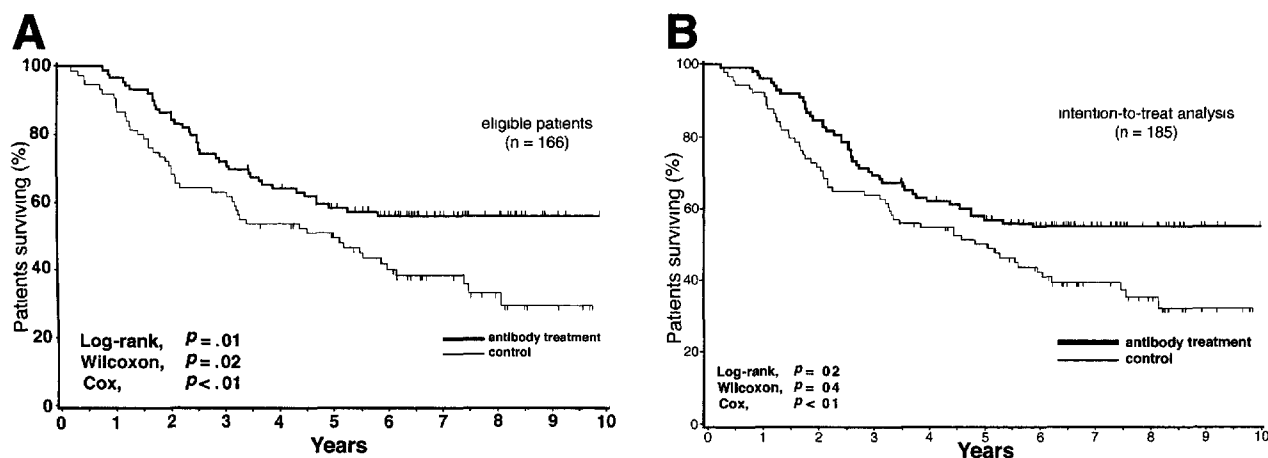 A
Patients surviving (%)
100
80
60
40
20
0
eligible patients
(n = 166)
Log-rank, p = .01
Wilcoxon, p = .02
Cox, p < .01
antibody treatment
control
0 1 2 3 4 5 6 7 8 9 10
Years
B
Patients surviving (%)
100
80
60
40
20
0
intention-to-treat analysis
(n = 185)
Log-rank, p = 02
Wilcoxon, p = 04
Cox, p < 01
antibody treatment
control
0 1 2 3 4 5 6 7 8 9 10
Years